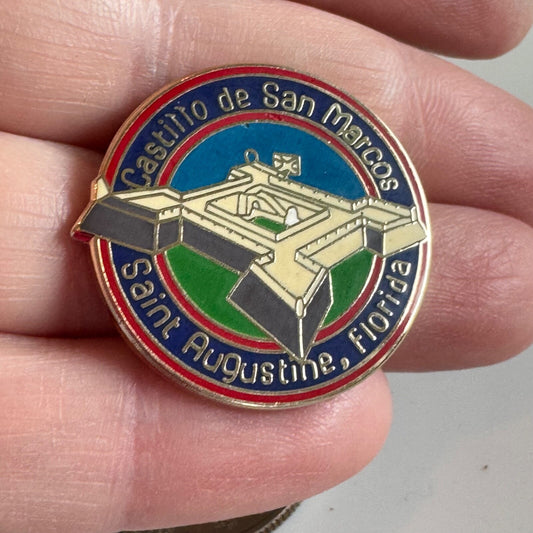 Castillo de San Marcos
Saint Augustine, Florida